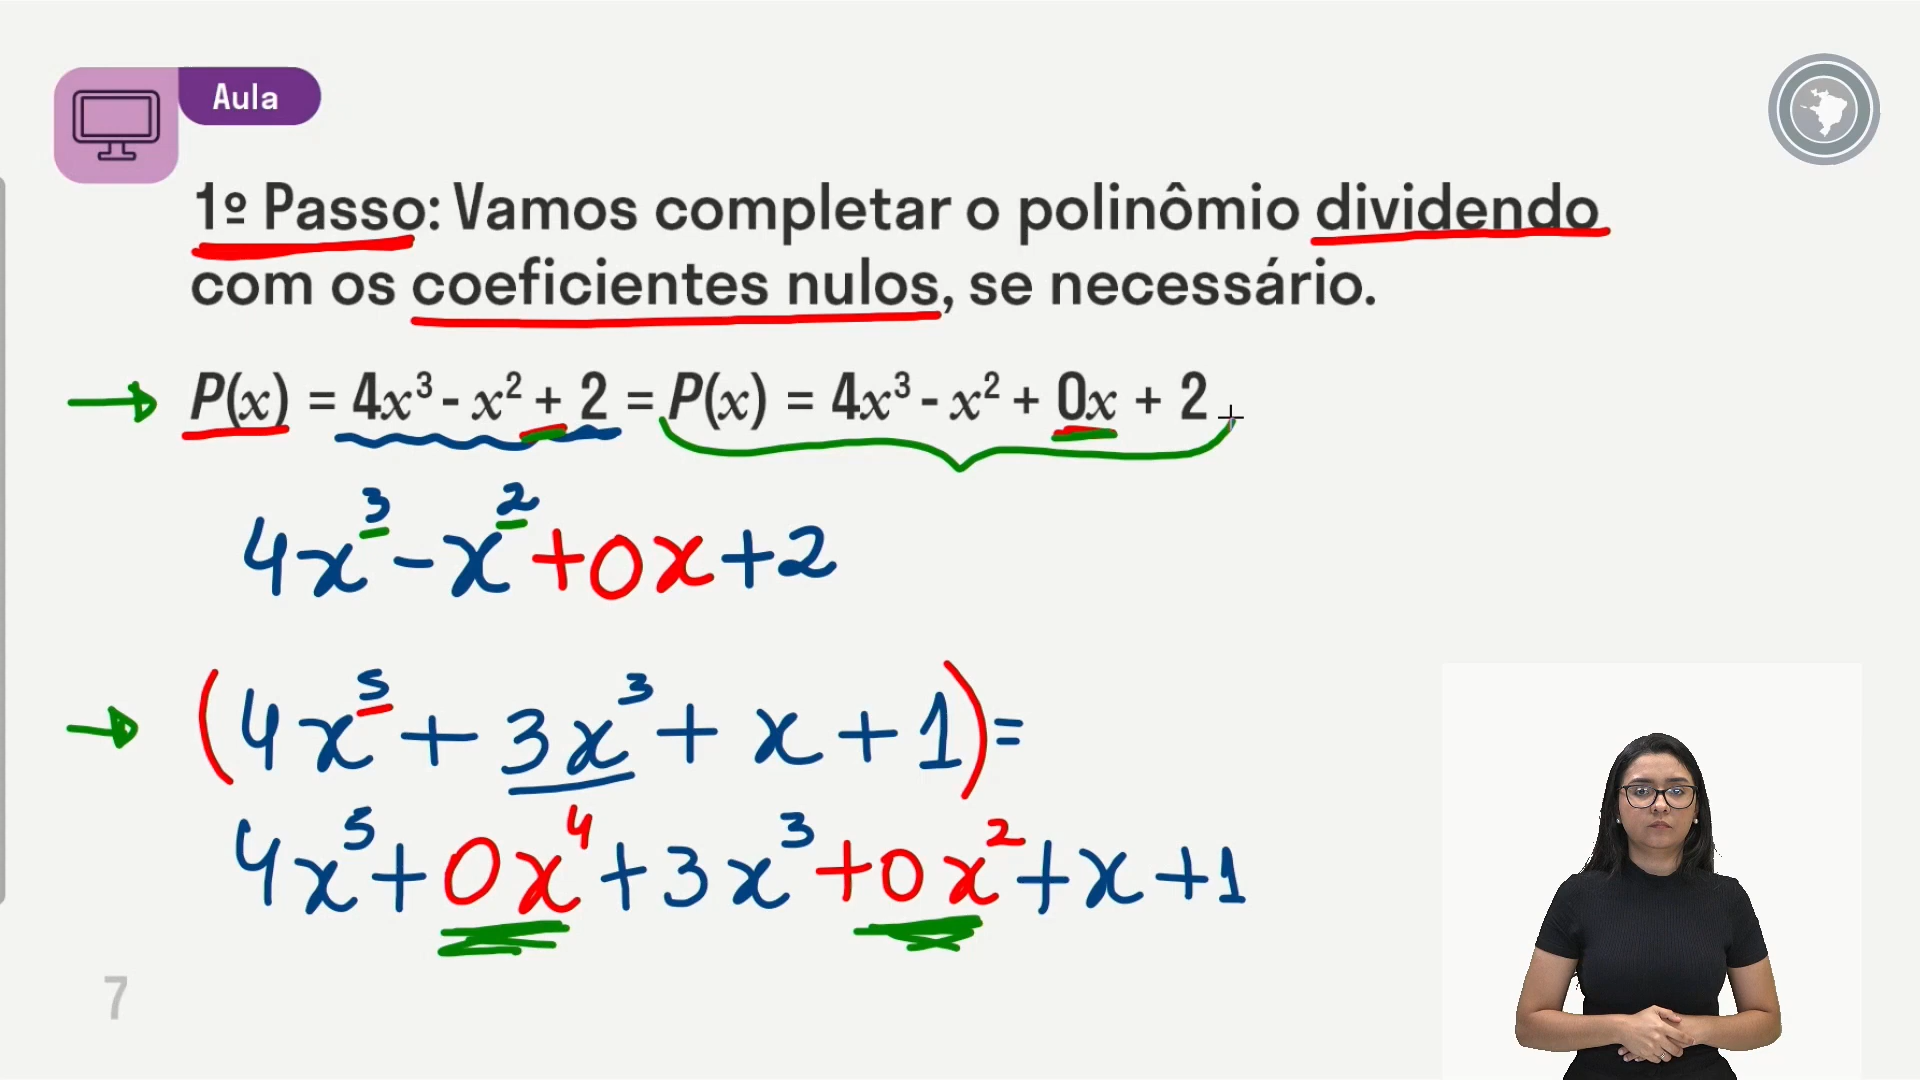 Aula
1º Passo: Vamos completar o polinômio dividendo
com os coeficientes nulos, se necessário.
P(x) = 4x³ - x² + 2 = P(x) = 4x³ - x² + 0x + 2
4x³ - x² + 0x + 2
(4x⁵ + 3x³ + x + 1) =
4x⁵ + 0x⁴ + 3x³ + 0x² + x + 1
7